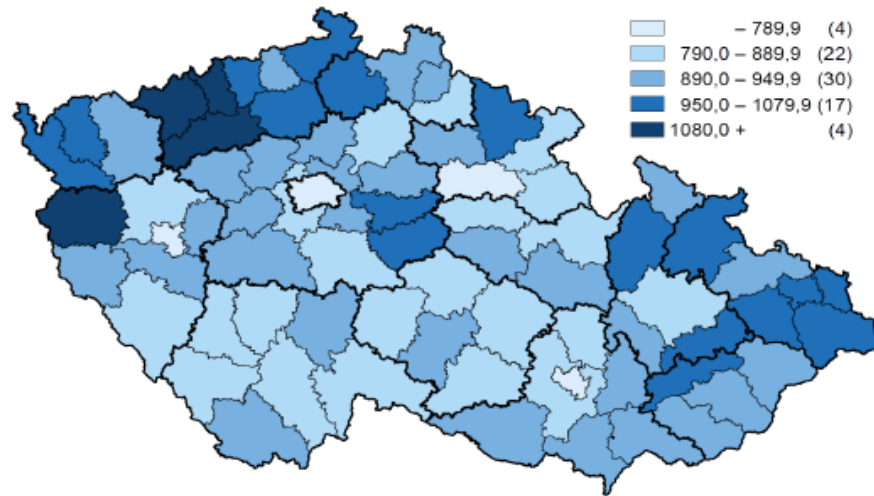 – 789,9 (4)
790,0 – 889,9 (22)
890,0 – 949,9 (30)
950,0 – 1079,9 (17)
1080,0 + (4)